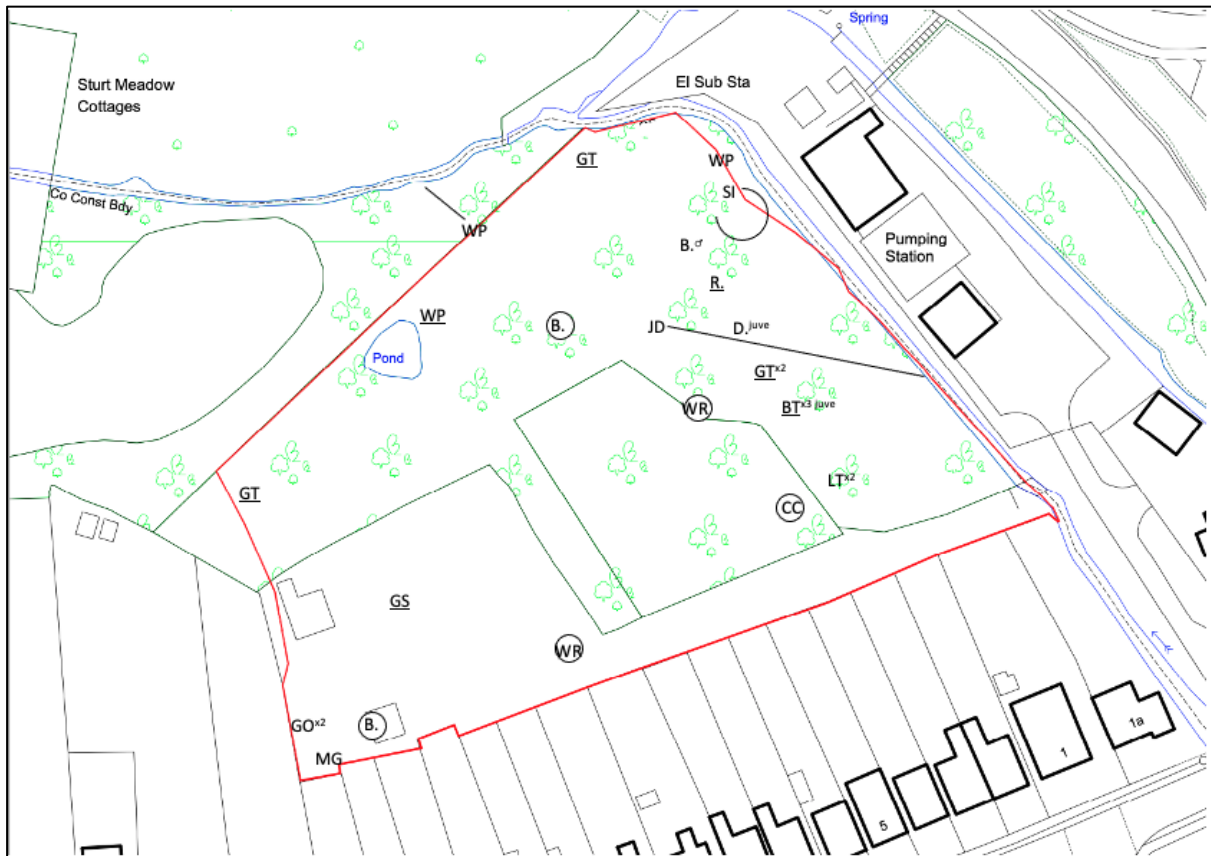 Spring
Sturt Meadow
Cottages
El Sub Sta
GT
WP
SI
Co Const Bdy
WP
B.♂
Pumping
Station
R.
WP
B.
JD
D.juve
Pond
GTx2
WR
BTx3 juve
GT
LTx2
CC
GS
WR
GOx2
B.
MG
1a
1
5